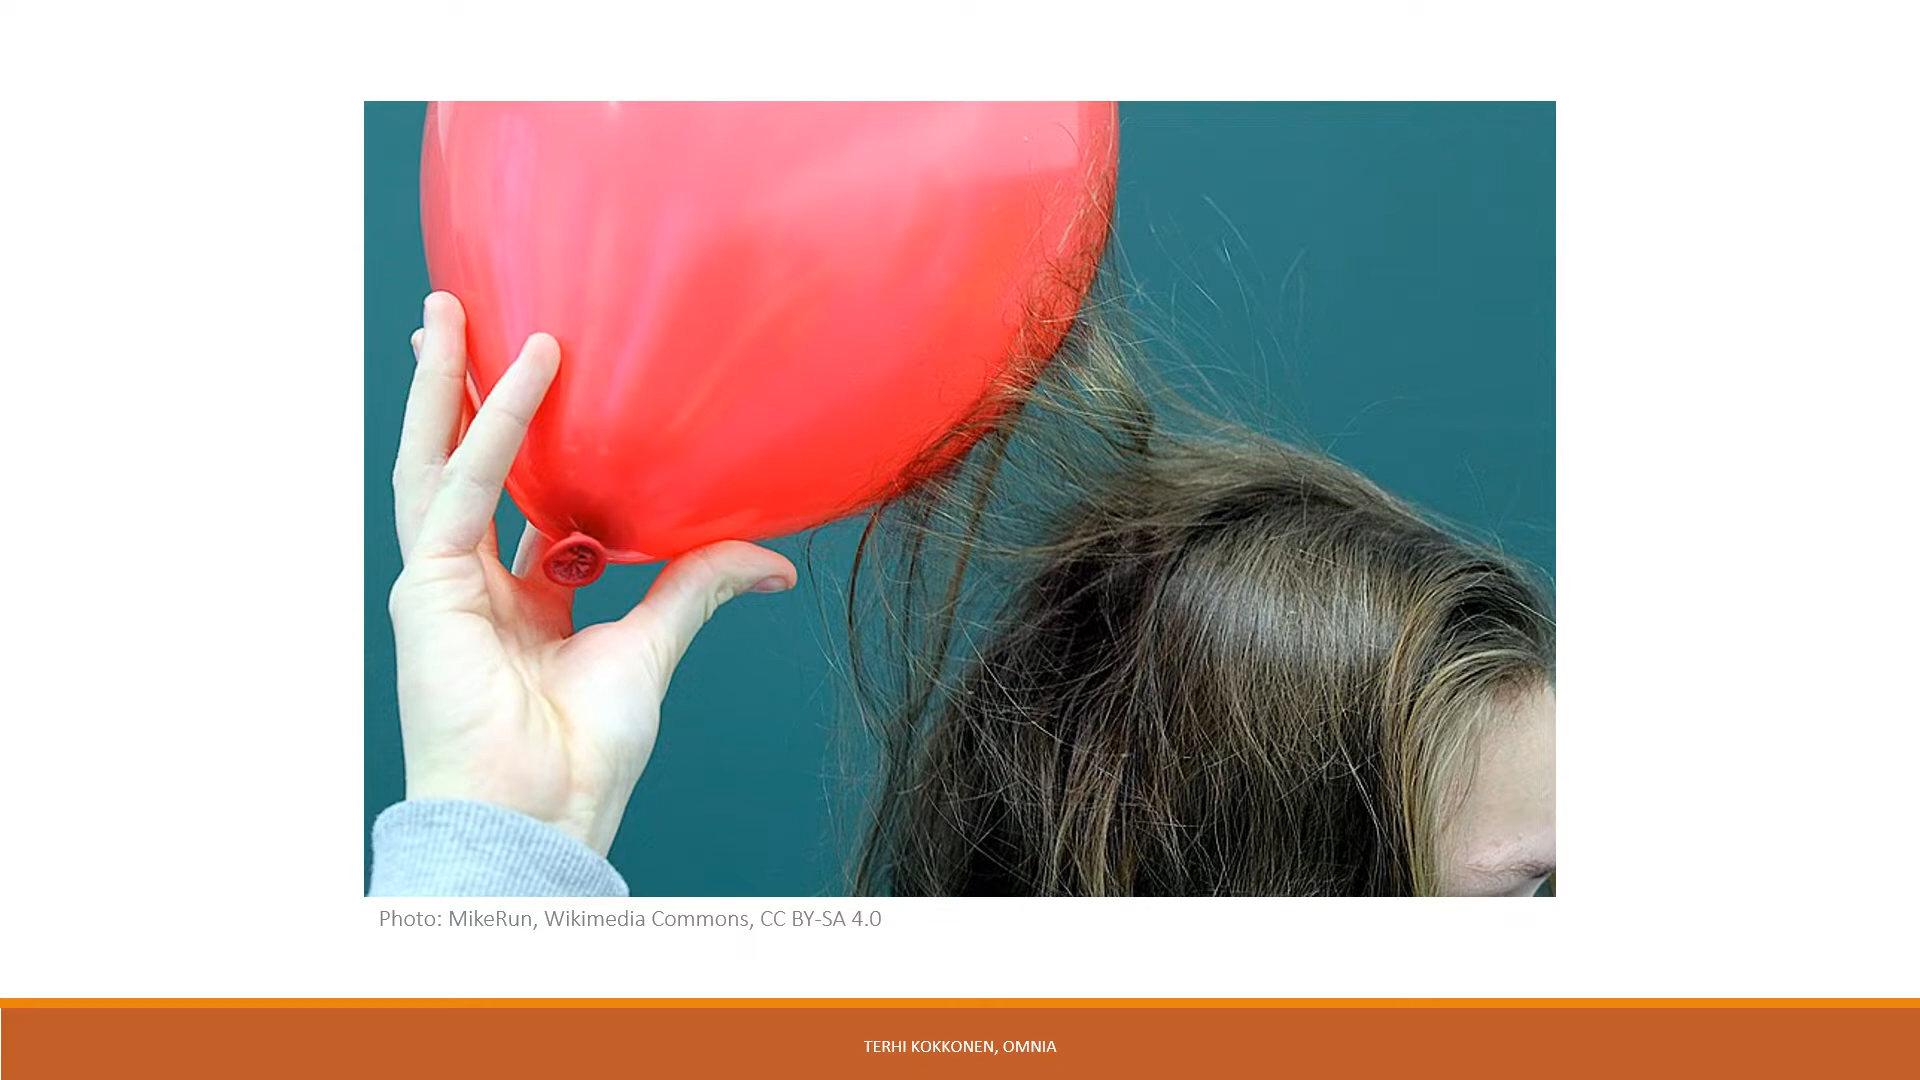 Photo: MikeRun, Wikimedia Commons, CC BY-SA 4.0
TERHI KOKKONEN, OMNIA